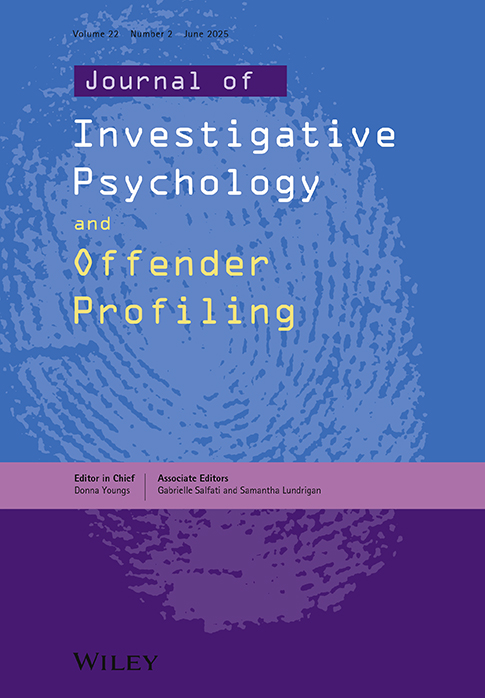 Volume 22 Number 2 June 2025
Journal of
Investigative
Psychology
and
Offender
Profiling
Editor in Chief
Donna Youngs
Associate Editors
Gabrielle Salfati and Samantha Lundrigan
WILEY